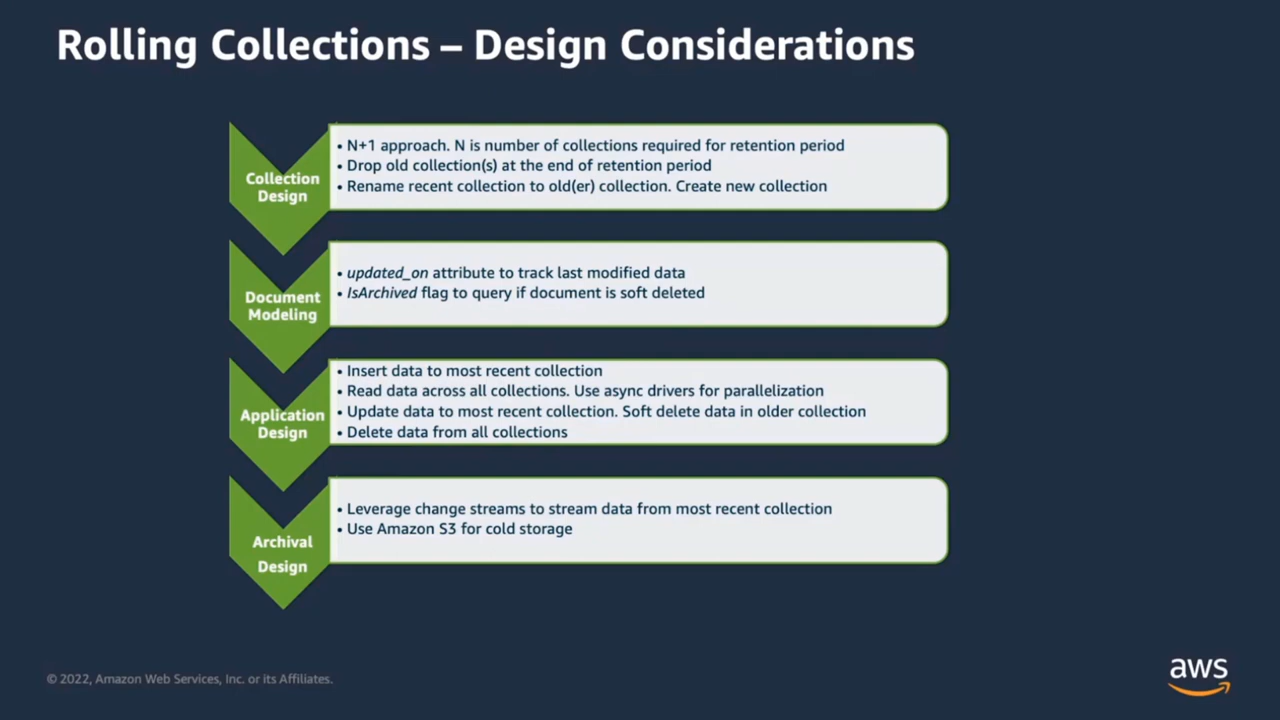 Rolling Collections – Design Considerations
Collection
Design
• N+1 approach. N is number of collections required for retention period
• Drop old collection(s) at the end of retention period
• Rename recent collection to old(er) collection. Create new collection
Document
Modeling
• updated_on attribute to track last modified data
• IsArchived flag to query if document is soft deleted
Application
Design
• Insert data to most recent collection
• Read data across all collections. Use async drivers for parallelization
• Update data to most recent collection. Soft delete data in older collection
• Delete data from all collections
Archival
Design
• Leverage change streams to stream data from most recent collection
• Use Amazon S3 for cold storage
© 2022, Amazon Web Services, Inc. or its Affiliates.
aws